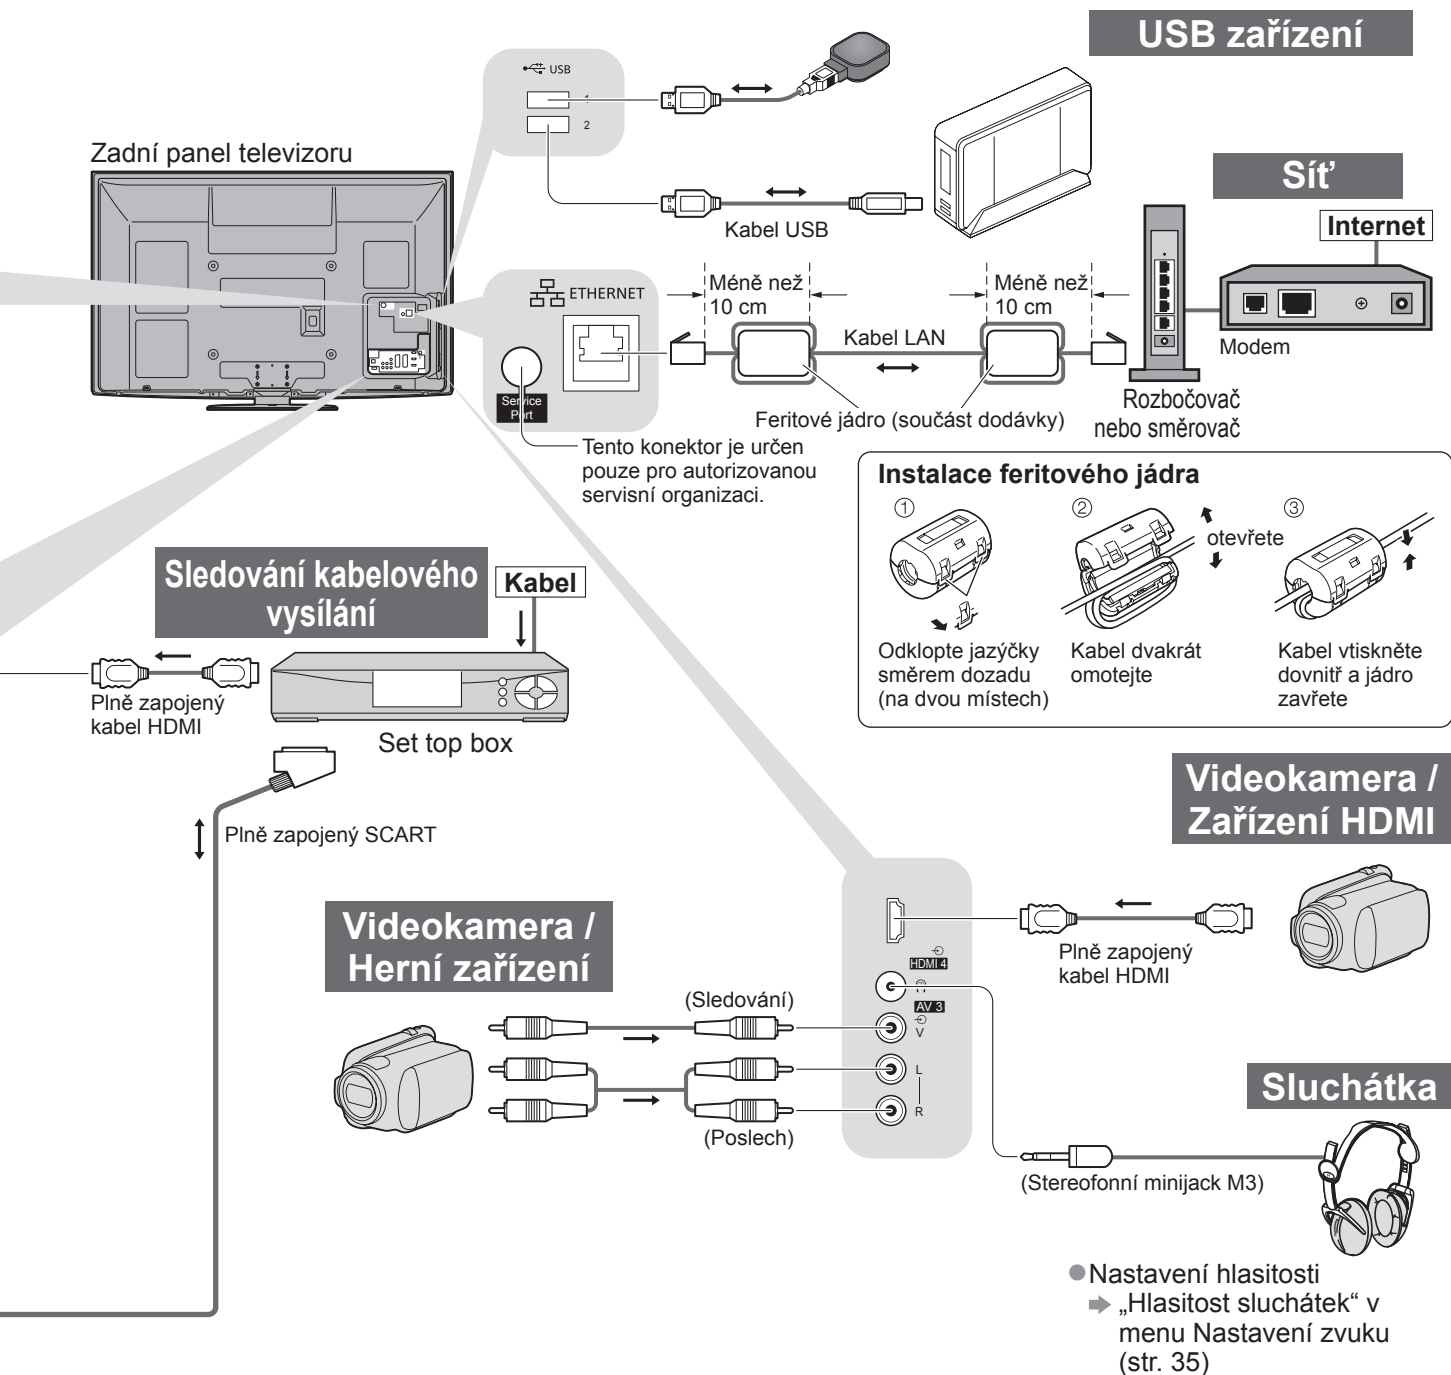 USB zařízení
USB
1
2
Zadní panel televizoru
Kabel USB
Síť
Internet
ETHERNET
Méně než
10 cm
Méně než
10 cm
Kabel LAN
Modem
Service
Port
Feritové jádro (součást dodávky)
Rozbočovač
nebo směrovač
Tento konektor je určen
pouze pro autorizovanou
servisní organizaci.
Instalace feritového jádra
①
②
③
otevřete
Odklopte jazýčky
směrem dozadu
(na dvou místech)
Kabel dvakrát
omotejte
Kabel vtiskněte
dovnitř a jádro
zavřete
Sledování kabelového
vysílání
Kabel
Plně zapojený
kabel HDMI
Set top box
Plně zapojený SCART
Videokamera /
Zařízení HDMI
Videokamera /
Herní zařízení
HDMI 4
Plně zapojený
kabel HDMI
(Sledování)
AV 3
V
L
R
(Poslech)
Sluchátka
(Stereofonní minijack M3)
●Nastavení hlasitosti
„Hlasitost sluchátek“ v
menu Nastavení zvuku
(str. 35)